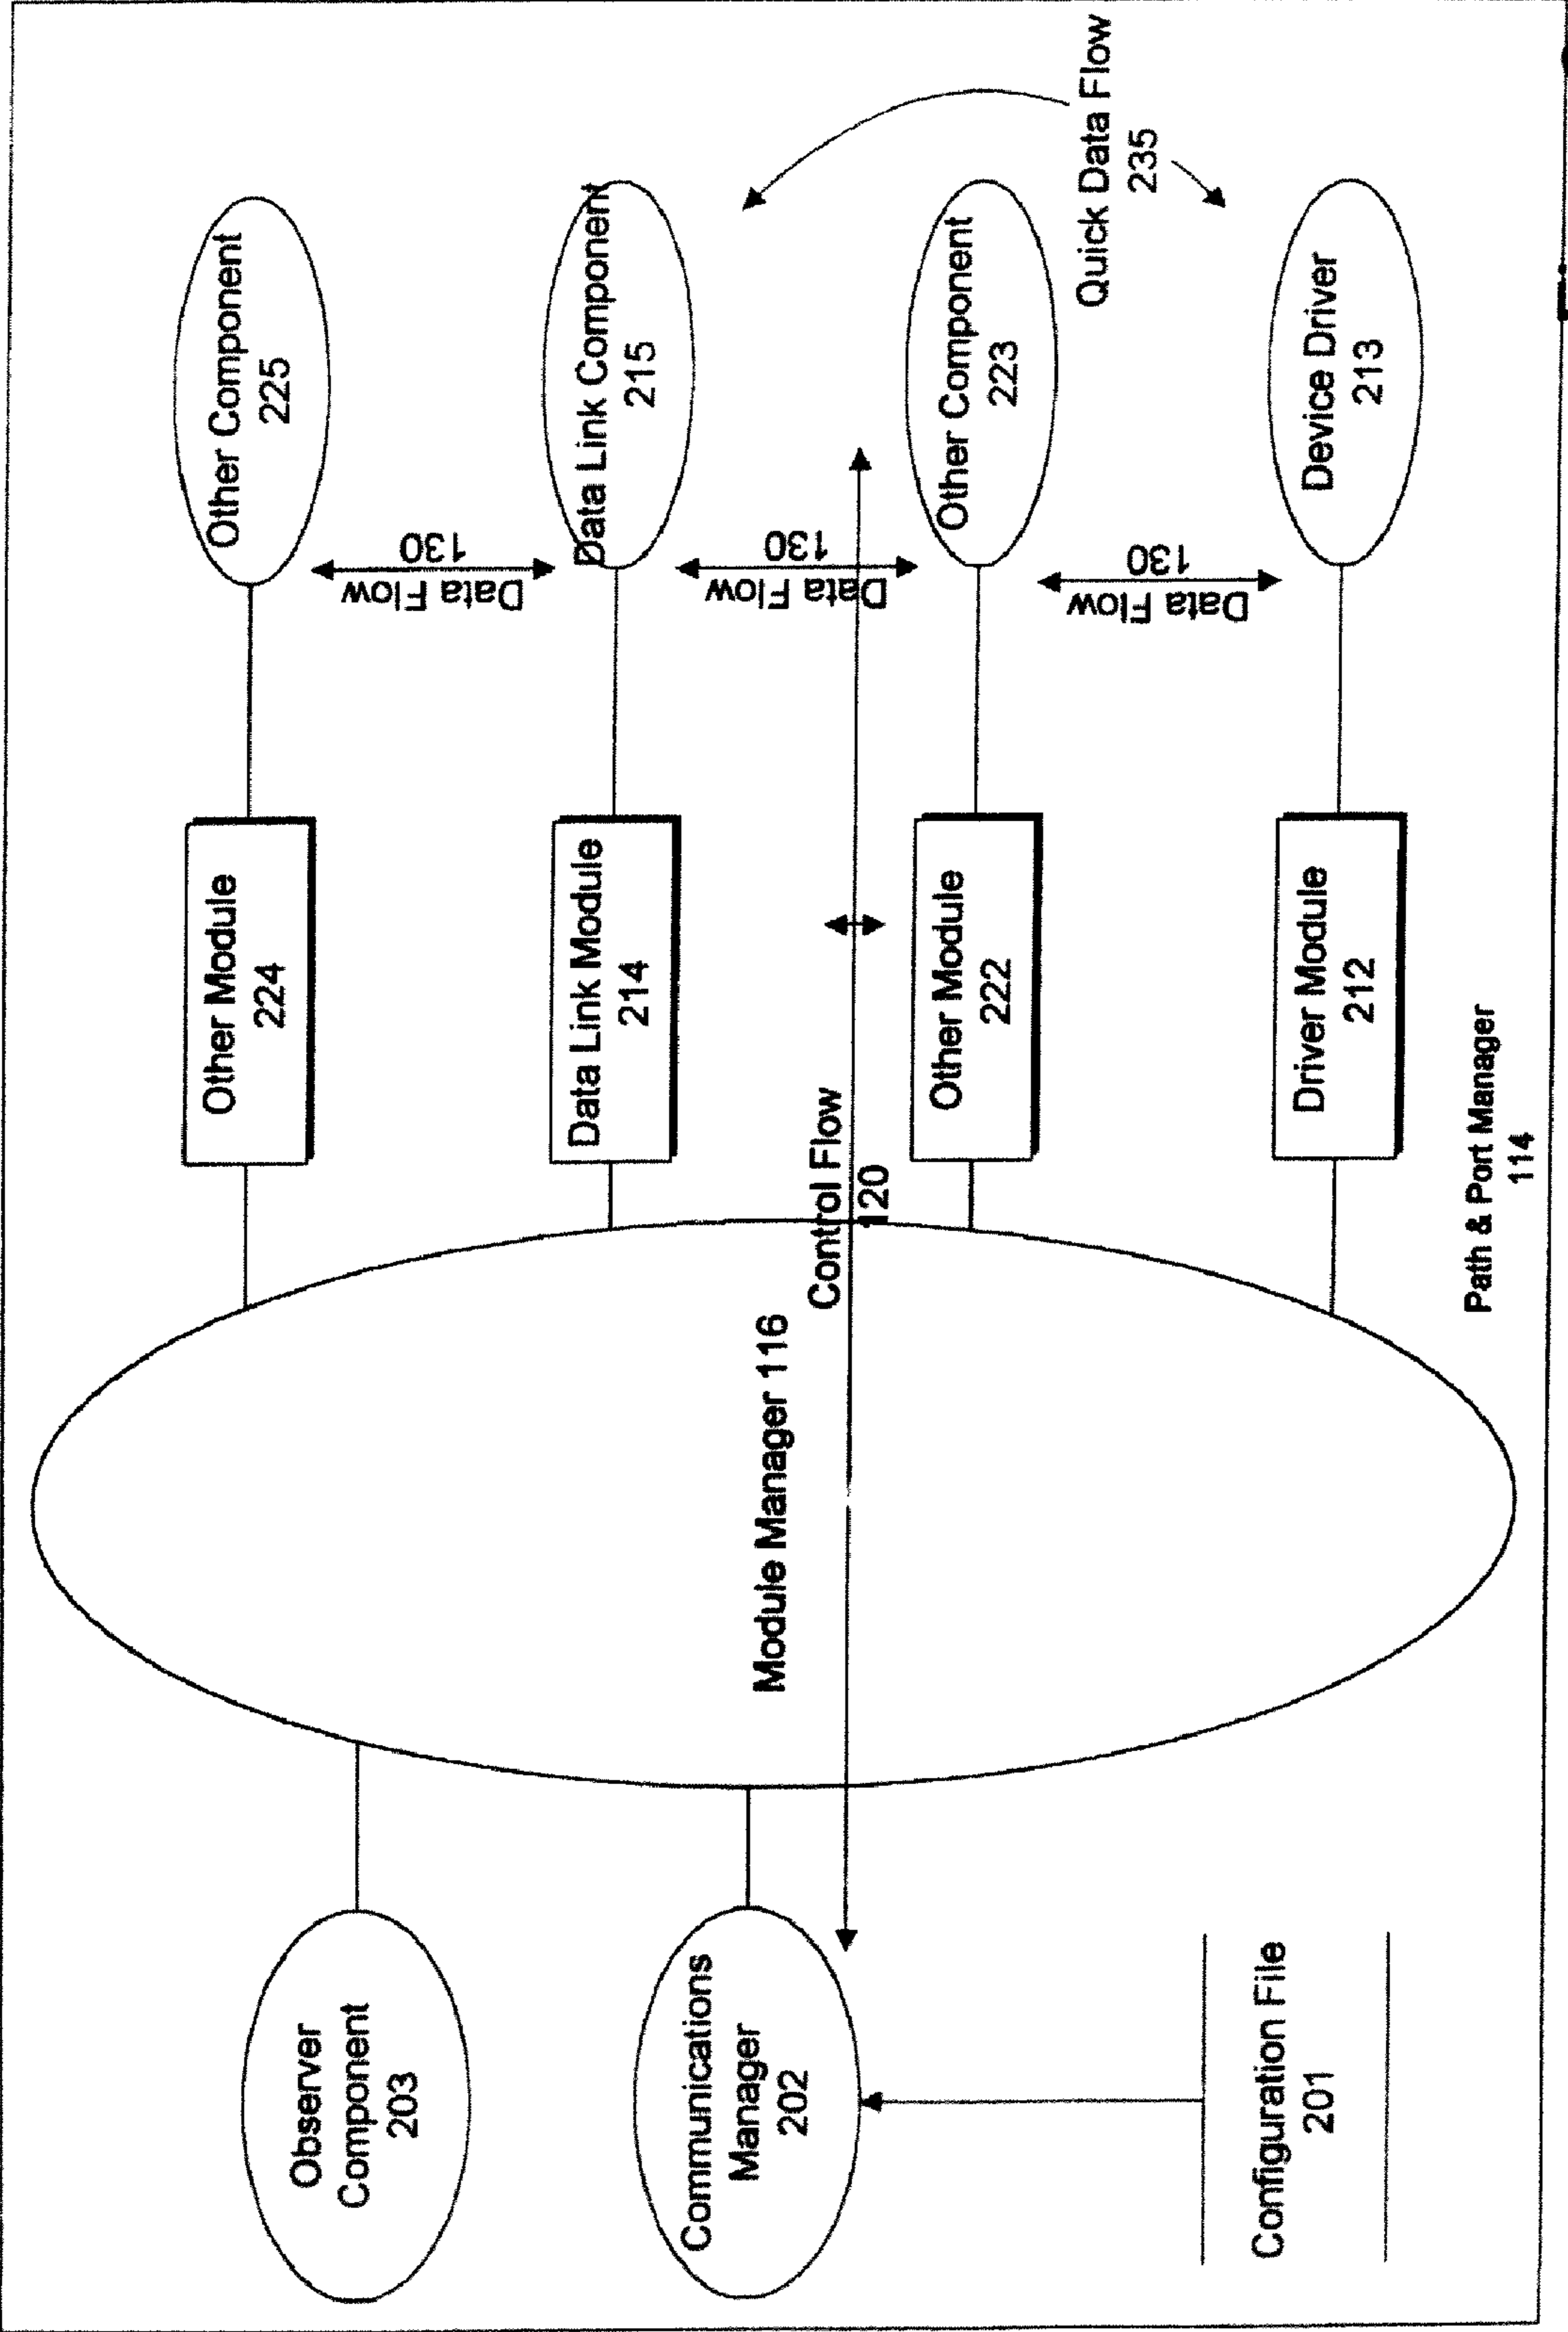 Observer
Component
203
Communications
Manager
202
Configuration File
201
Module Manager 116
Control Flow
120
Other Module
224
Data Link Module
214
Other Module
222
Driver Module
212
Other Component
225
Data Link Component
215
Other Component
223
Device Driver
213
Data Flow
130
Data Flow
130
Data Flow
130
Quick Data Flow
235
Path & Port Manager
114